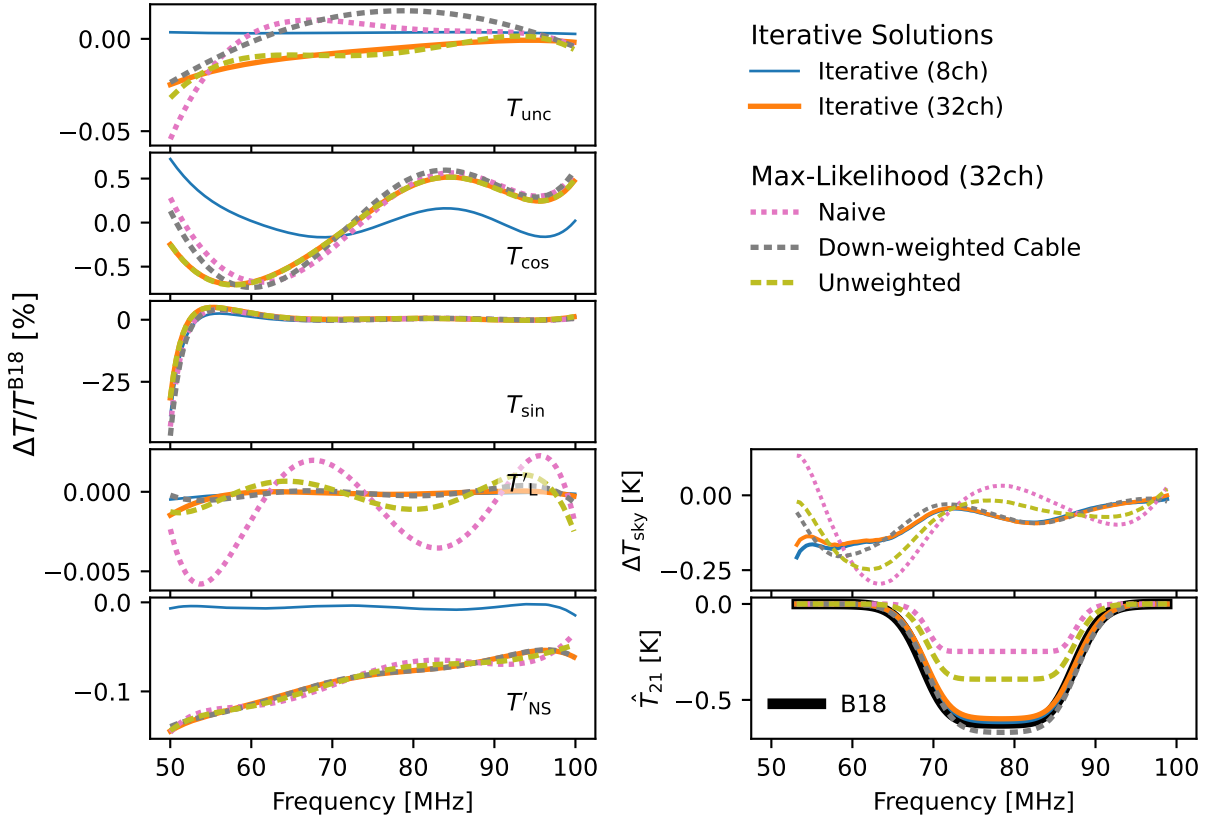 0.00
−0.05
T_unc
0.5
0.0
−0.5
T_cos
0
−25
T_sin
0.000
−0.005
T′_L
0.0
−0.1
T′_NS
50 60 70 80 90 100
Frequency [MHz]
ΔT/T^B18 [%]
Iterative Solutions
Iterative (8ch)
Iterative (32ch)
Max-Likelihood (32ch)
Naive
Down-weighted Cable
Unweighted
0.00
−0.25
ΔT_sky [K]
0.0
−0.5
T̂_21 [K]
B18
50 60 70 80 90 100
Frequency [MHz]